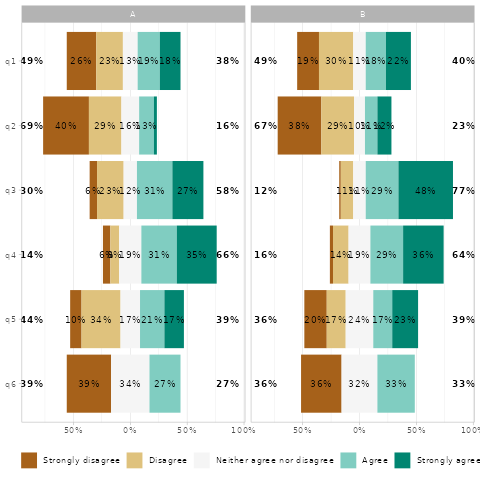 A B
q1 49% 26% 23% 13% 19% 18% 38% 49% 19% 30% 11% 18% 22% 40%
q2 69% 40% 29% 16% 13% 16% 67% 38% 29% 10% 11% 12% 23%
q3 30% 6% 23% 12% 31% 27% 58% 12% 11% 11% 29% 48% 77%
q4 14% 6% 8% 19% 31% 35% 66% 16% 14% 19% 29% 36% 64%
q5 44% 10% 34% 17% 21% 17% 39% 36% 20% 17% 24% 17% 23% 39%
q6 39% 39% 34% 27% 27% 36% 36% 32% 33% 33%
50% 0% 50% 100% 50% 0% 50% 100%
Strongly disagree Disagree Neither agree nor disagree Agree Strongly agree